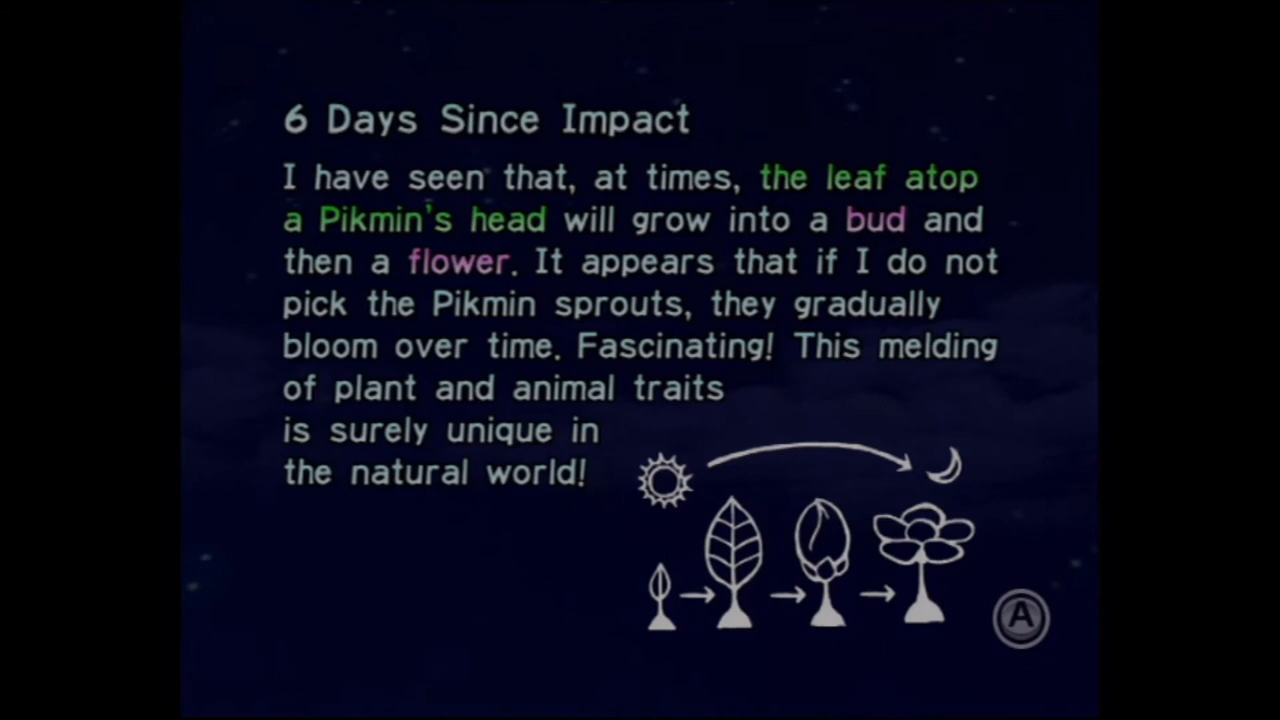 6 Days Since Impact
I have seen that, at times, the leaf atop
a Pikmin's head will grow into a bud and
then a flower. It appears that if I do not
pick the Pikmin sprouts, they gradually
bloom over time. Fascinating! This melding
of plant and animal traits
is surely unique in
the natural world!
A